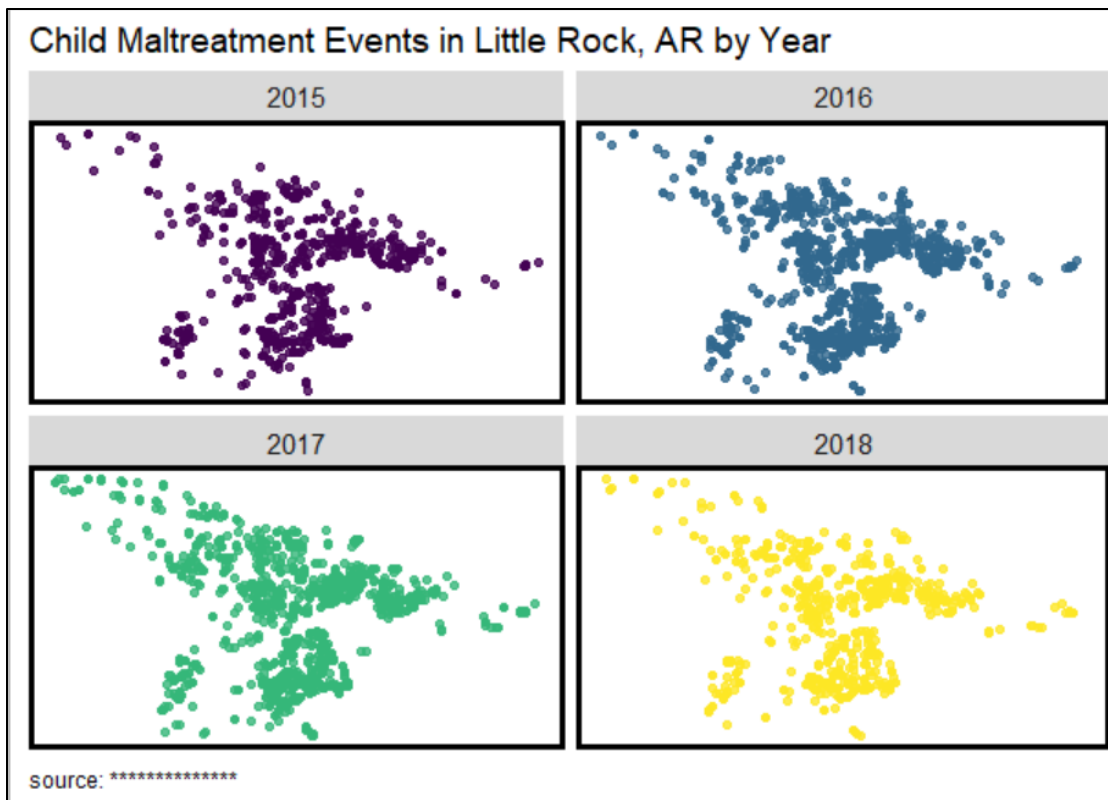 Child Maltreatment Events in Little Rock, AR by Year
2015
2016
2017
2018
source: **************